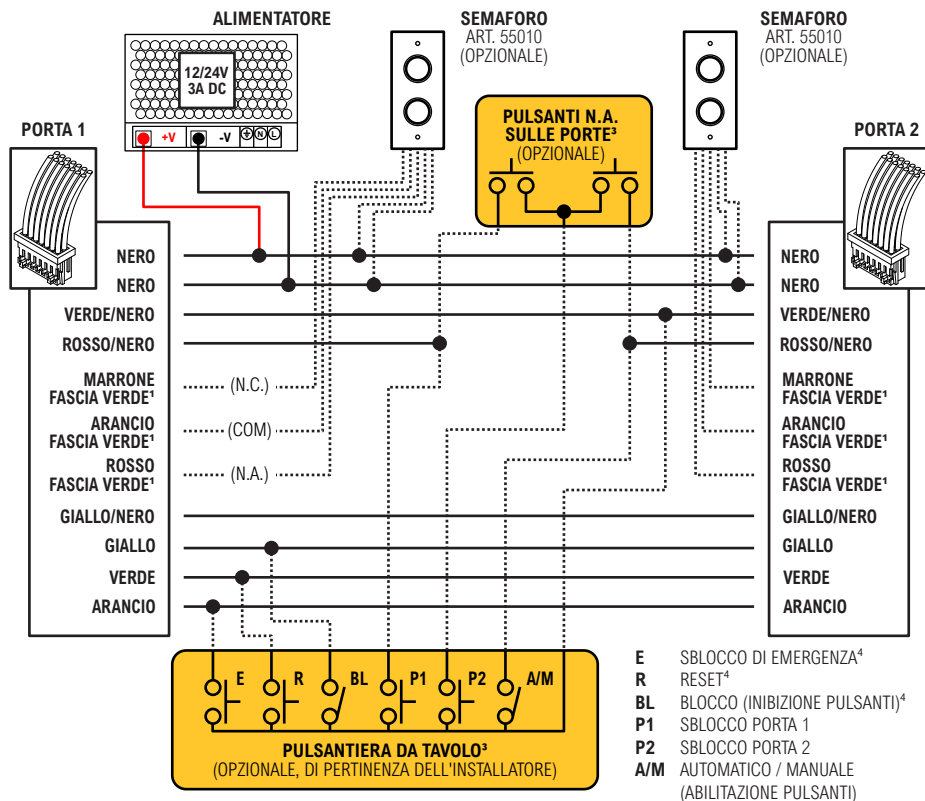 ALIMENTATORE
12/24V
3A DC
+V
-V
N
L
SEMAFORO
ART. 55010
(OPZIONALE)
SEMAFORO
ART. 55010
(OPZIONALE)
PULSANTI N.A.
SULLE PORTE³
(OPZIONALE)
PORTA 1
PORTA 2
NERO
NERO
VERDE/NERO
ROSSO/NERO
MARRONE
FASCIA VERDE¹
ARANCIO
FASCIA VERDE¹
ROSSO
FASCIA VERDE¹
GIALLO/NERO
GIALLO
VERDE
ARANCIO
(N.C.)
(COM)
(N.A.)
NERO
NERO
VERDE/NERO
ROSSO/NERO
MARRONE
FASCIA VERDE¹
ARANCIO
FASCIA VERDE¹
ROSSO
FASCIA VERDE¹
GIALLO/NERO
GIALLO
VERDE
ARANCIO
E
R
BL
P1
P2
A/M
PULSANTIERA DA TAVOLO³
(OPZIONALE, DI PERTINENZA DELL'INSTALLATORE)
E SBLOCCO DI EMERGENZA⁴
R RESET⁴
BL BLOCCO (INIBIZIONE PULSANTI)⁴
P1 SBLOCCO PORTA 1
P2 SBLOCCO PORTA 2
A/M AUTOMATICO / MANUALE
(ABILITAZIONE PULSANTI)